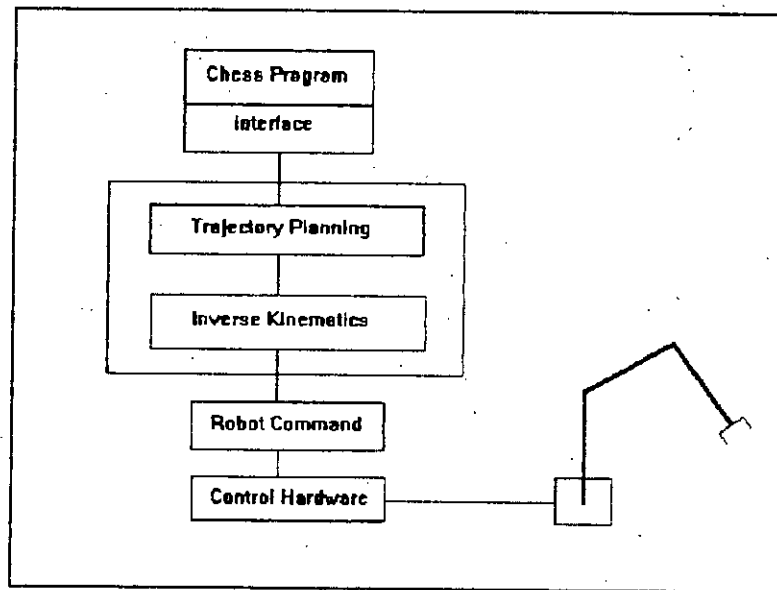 Chess Program
Interface
Trajectory Planning
Inverse Kinematics
Robot Command
Control Hardware